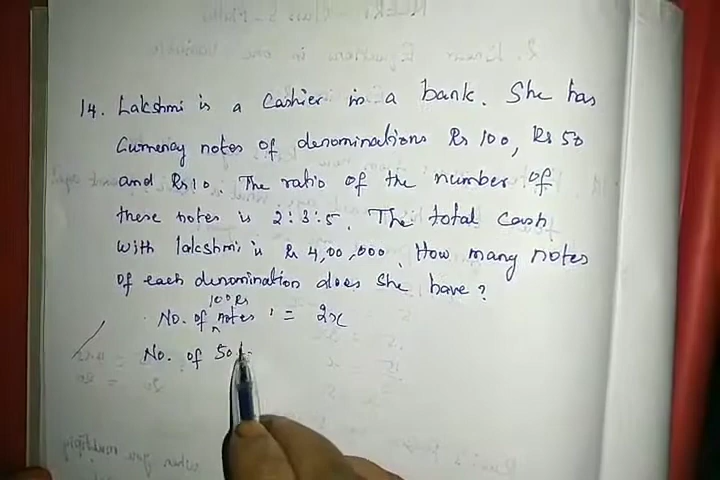 14. Lakshmi is a Cashier in a bank. She has
Currency notes of denominations Rs 100, Rs 50
and Rs 10. The ratio of the number of
these notes is 2:3:5. The total Cash
with lakshmi is Rs 4,00,000. How many notes
of each denomination does she have?
100 Rs
No. of notes = 2x
No. of 50